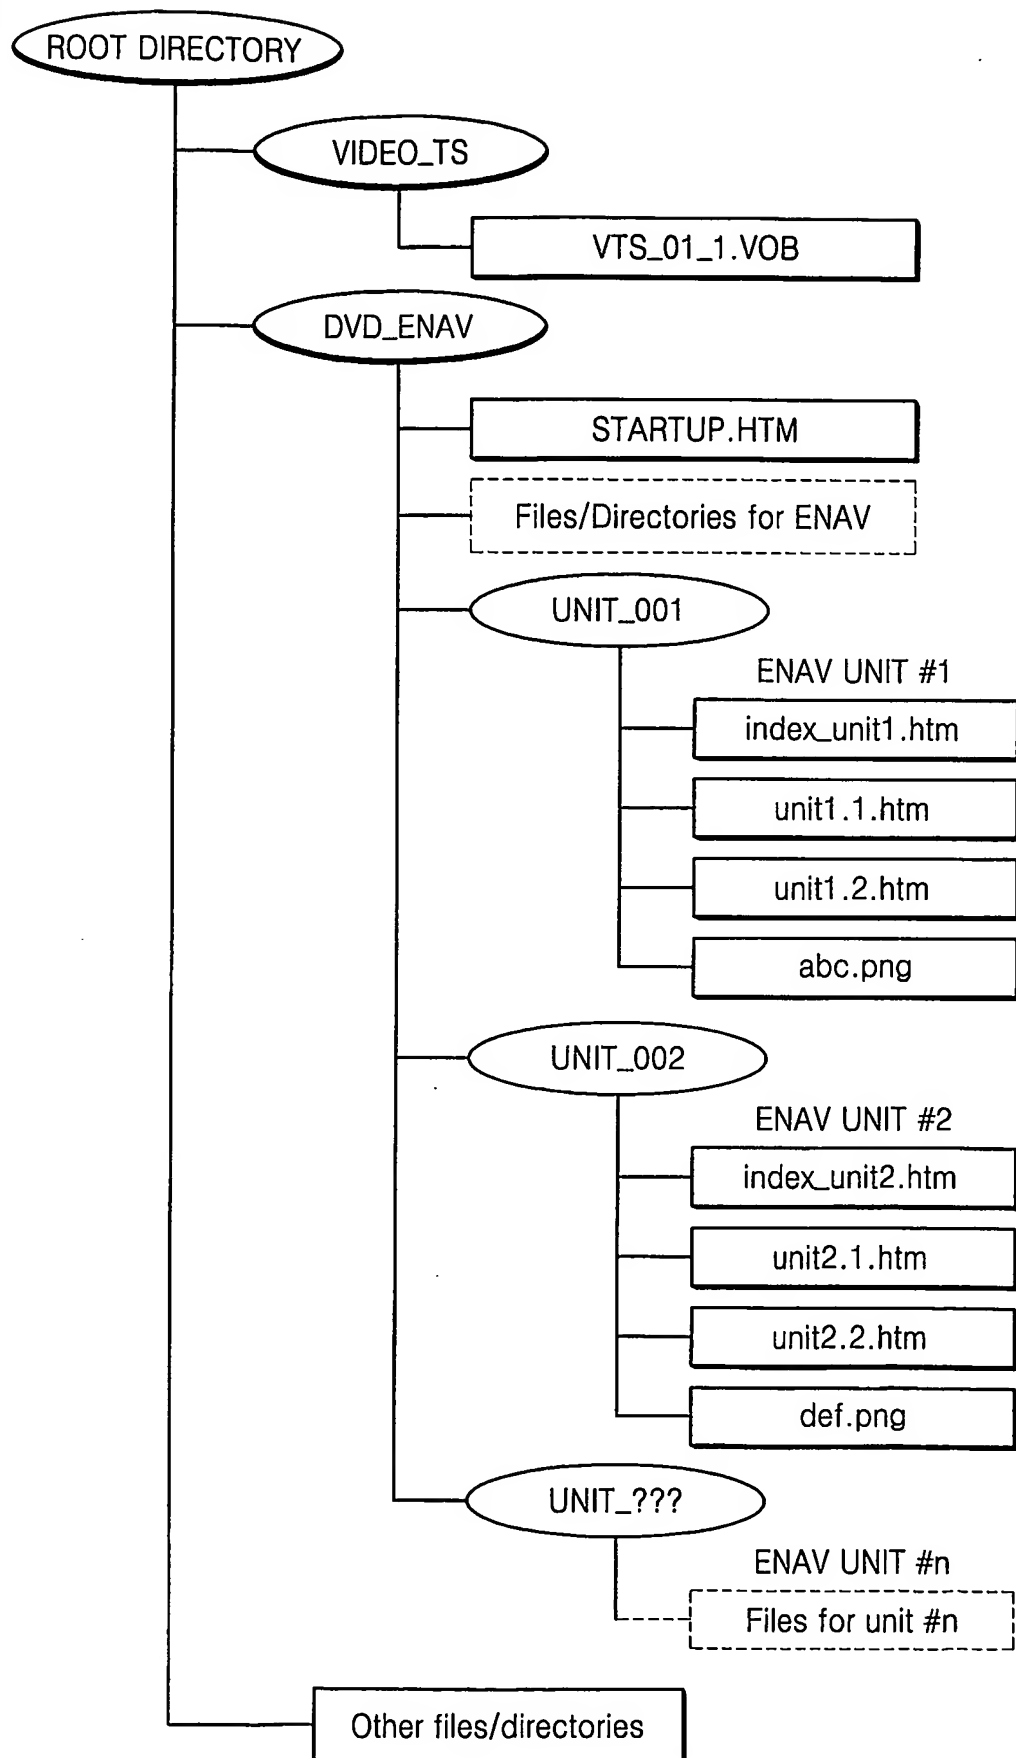 ROOT DIRECTORY
VIDEO_TS
VTS_01_1.VOB
DVD_ENAV
STARTUP.HTM
Files/Directories for ENAV
UNIT_001
ENAV UNIT #1
index_unit1.htm
unit1.1.htm
unit1.2.htm
abc.png
UNIT_002
ENAV UNIT #2
index_unit2.htm
unit2.1.htm
unit2.2.htm
def.png
UNIT_???
ENAV UNIT #n
Files for unit #n
Other files/directories